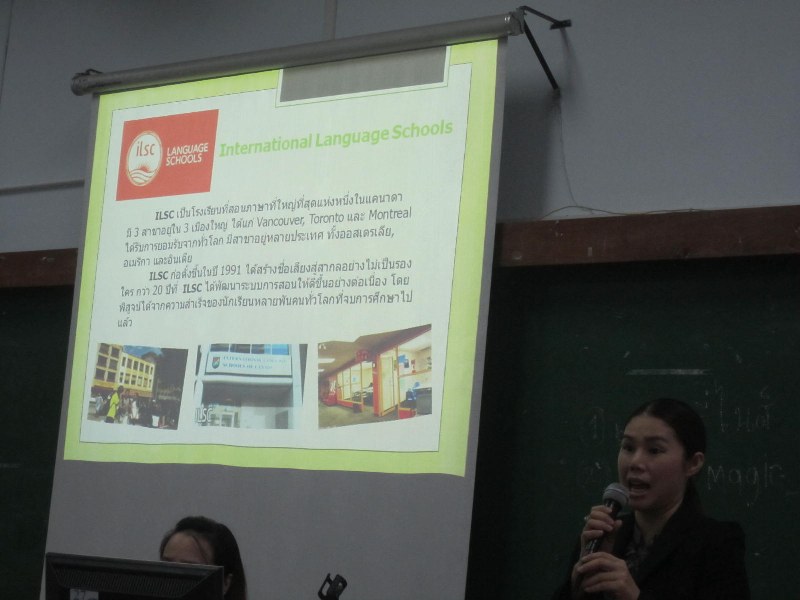 ilsc
LANGUAGE
SCHOOLS
International Language Schools
ILSC เป็นโรงเรียนที่สอนภาษาที่ใหญ่ที่สุดแห่งหนึ่งในแคนาดา
มี 3 สาขาอยู่ใน 3 เมืองใหญ่ ได้แก่ Vancouver, Toronto และ Montreal
ได้รับการยอมรับจากทั่วโลก มีสาขาอยู่หลายประเทศ ทั้งออสเตรเลีย,
อเมริกา และอินเดีย
ILSC ก่อตั้งขึ้นในปี 1991 ได้สร้างชื่อเสียงสู่สากลอย่างไม่เป็นรอง
ใคร กว่า 20 ปีที่ ILSC ได้พัฒนาระบบการสอนให้ดีขึ้นอย่างต่อเนื่อง โดย
พิสูจน์ได้จากความสำเร็จของนักเรียนหลายพันคนทั่วโลกที่จบการศึกษาไป
แล้ว
ILSC
Magic